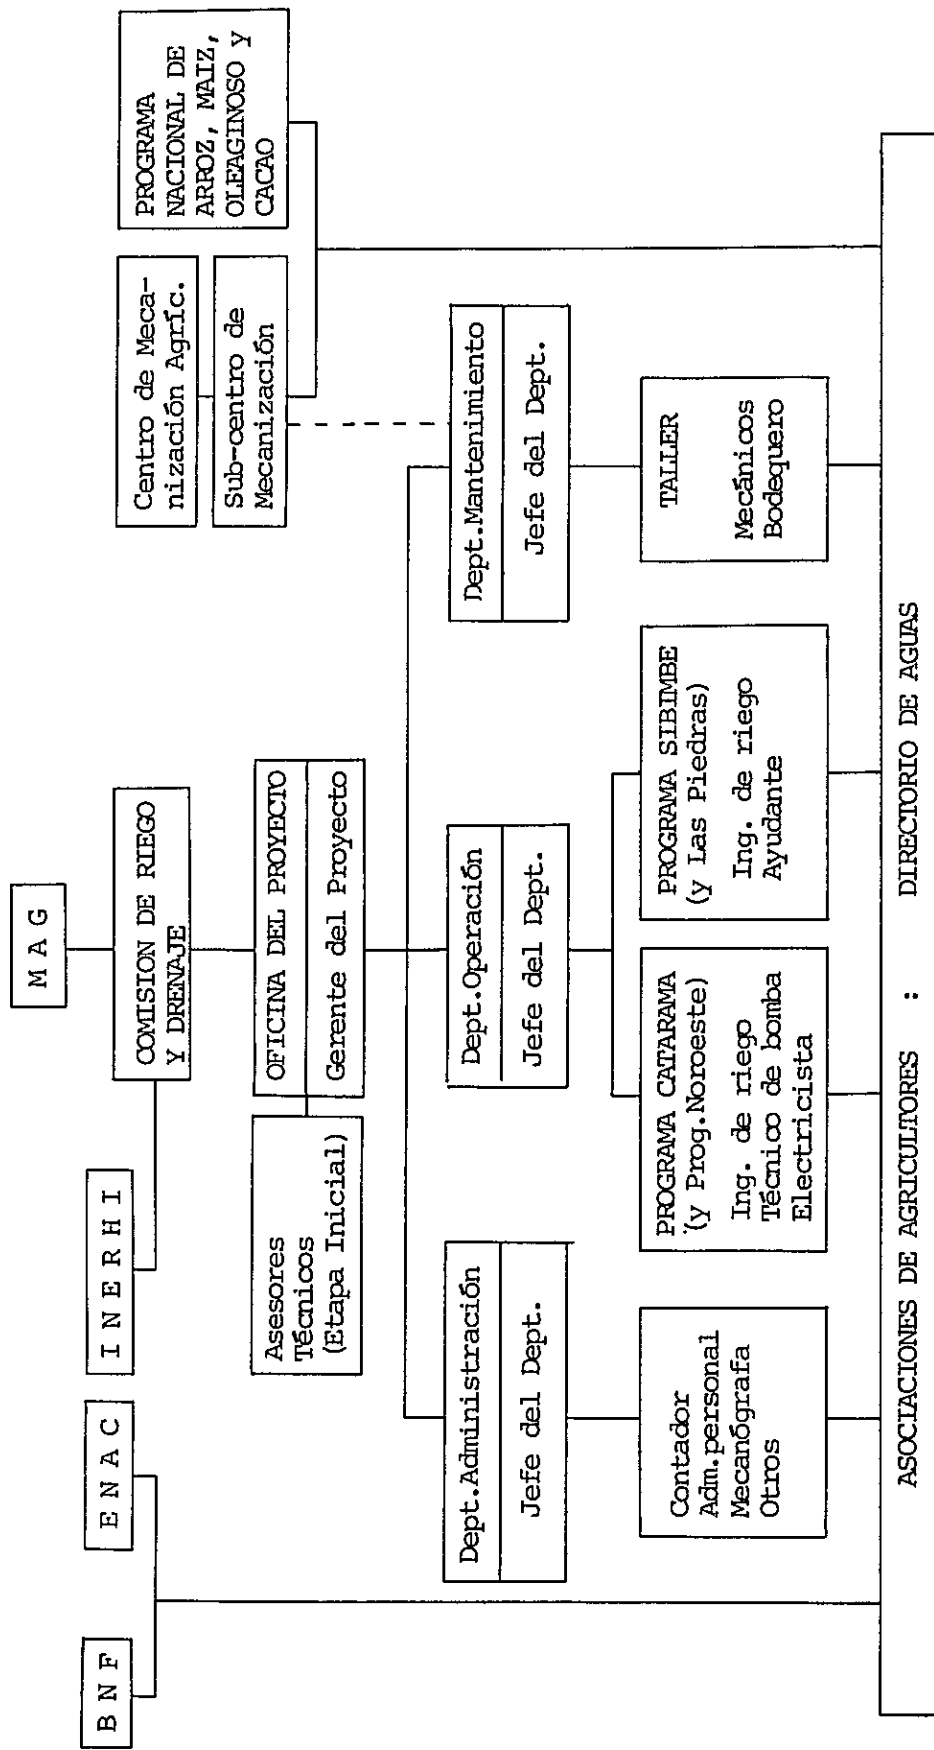 M A G
B N F
E N A C
I N E R H I
COMISION DE RIEGO
Y DRENAJE
Centro de Meca-
nización Agríc.
Sub-centro de
Mecanización
PROGRAMA
NACIONAL DE
ARROZ, MAIZ,
OLEAGINOSO y
CACAO
Asesores
Técnicos
(Etapa Inicial)
OFICINA DEL PROYECTO
Gerente del Proyecto
Dept.Administración
Jefe del Dept.
Dept.Operación
Jefe del Dept.
Dept.Mantenimiento
Jefe del Dept.
Contador
Adm.personal
Mecanógrafa
Otros
PROGRAMA CATARAMA
(y Prog.Noroeste)
Ing. de riego
Técnico de bomba
Electricista
PROGRAMA SIBIMBE
(y Las Piedras)
Ing. de riego
Ayudante
TALLER
Mecánicos
Bodequero
ASOCIACIONES DE AGRICULTORES : DIRECTORIO DE AGUAS